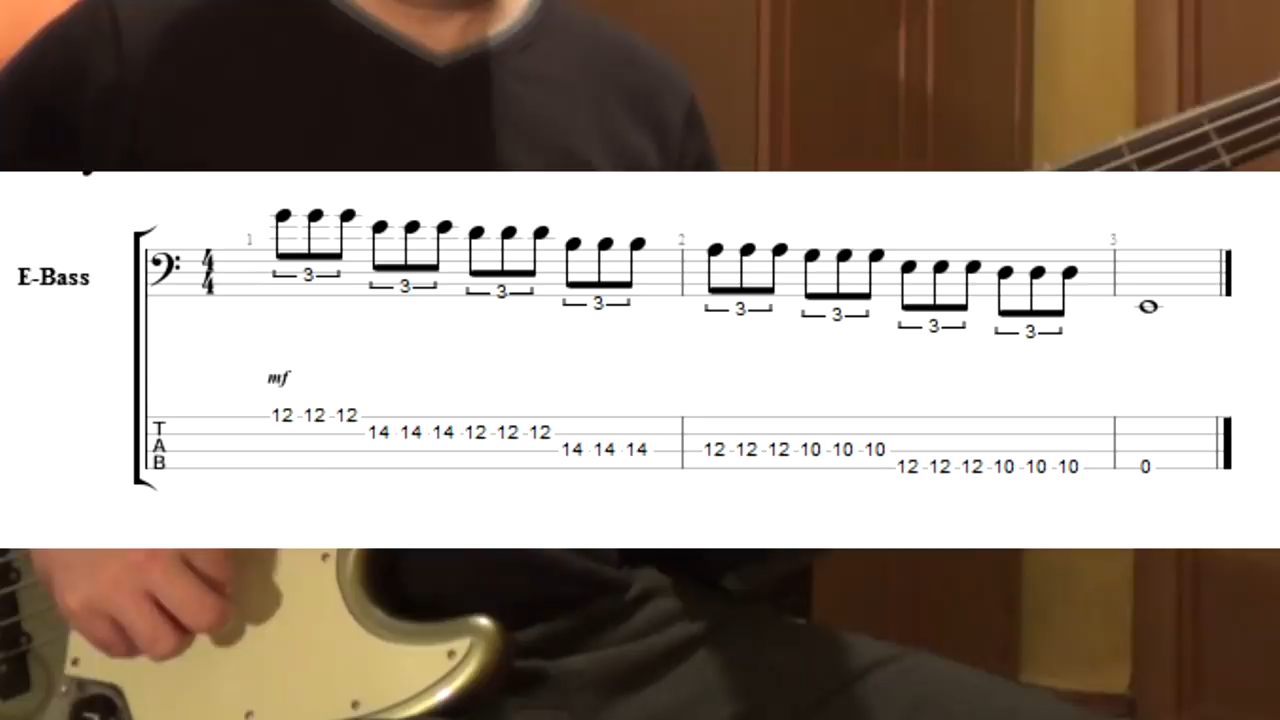 1 2 3
4
4
E-Bass
3 3 3 3 3 3 3 3
mf
12 12 12
T 14 14 14 12 12 12
A 14 14 14 12 12 12 10 10 10
B 12 12 12 10 10 10 0